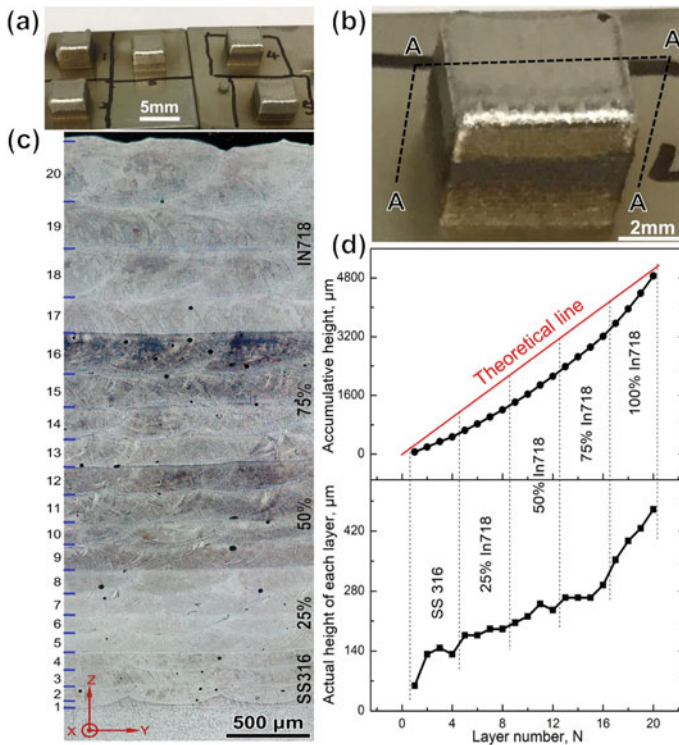 (a)
1
4
5mm
(b)
A
A
A
A
2mm
(c)
20
19
18
17
16
15
14
13
12
11
10
9
8
7
6
5
4
3
2
1
IN718
75%
50%
25%
SS316
Z
X
Y
500 µm
(d)
Accumulative height, µm
4800
3200
1600
0
Theoretical line
100% In718
75% In718
50% In718
25% In718
SS 316
Actual height of each layer, µm
420
280
140
0
0 4 8 12 16 20
Layer number, N